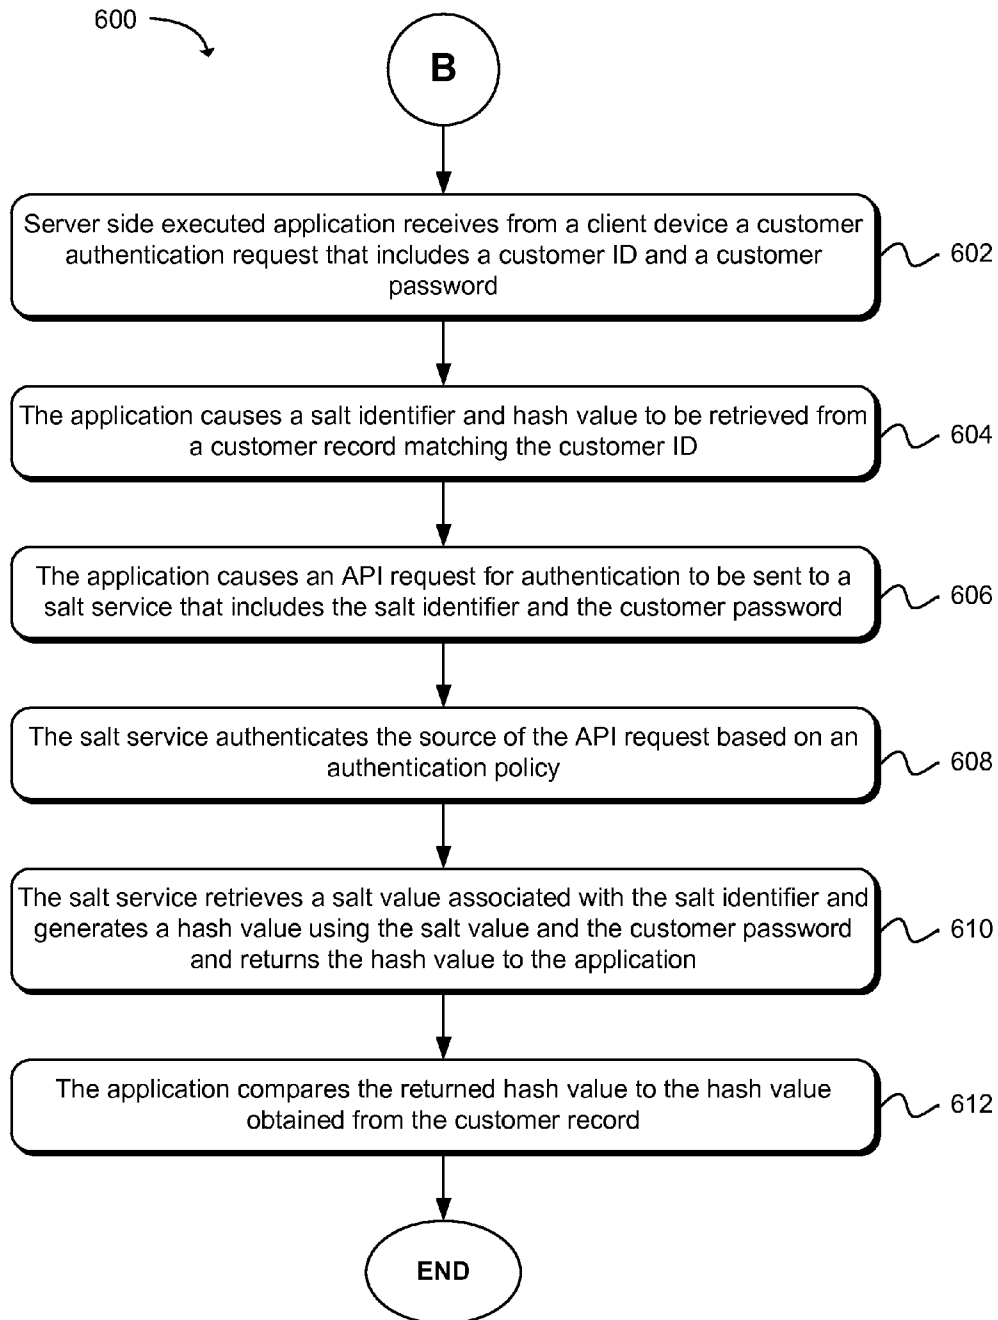 600
B
Server side executed application receives from a client device a customer
authentication request that includes a customer ID and a customer
password
602
The application causes a salt identifier and hash value to be retrieved from
a customer record matching the customer ID
604
The application causes an API request for authentication to be sent to a
salt service that includes the salt identifier and the customer password
606
The salt service authenticates the source of the API request based on an
authentication policy
608
The salt service retrieves a salt value associated with the salt identifier and
generates a hash value using the salt value and the customer password
and returns the hash value to the application
610
The application compares the returned hash value to the hash value
obtained from the customer record
612
END